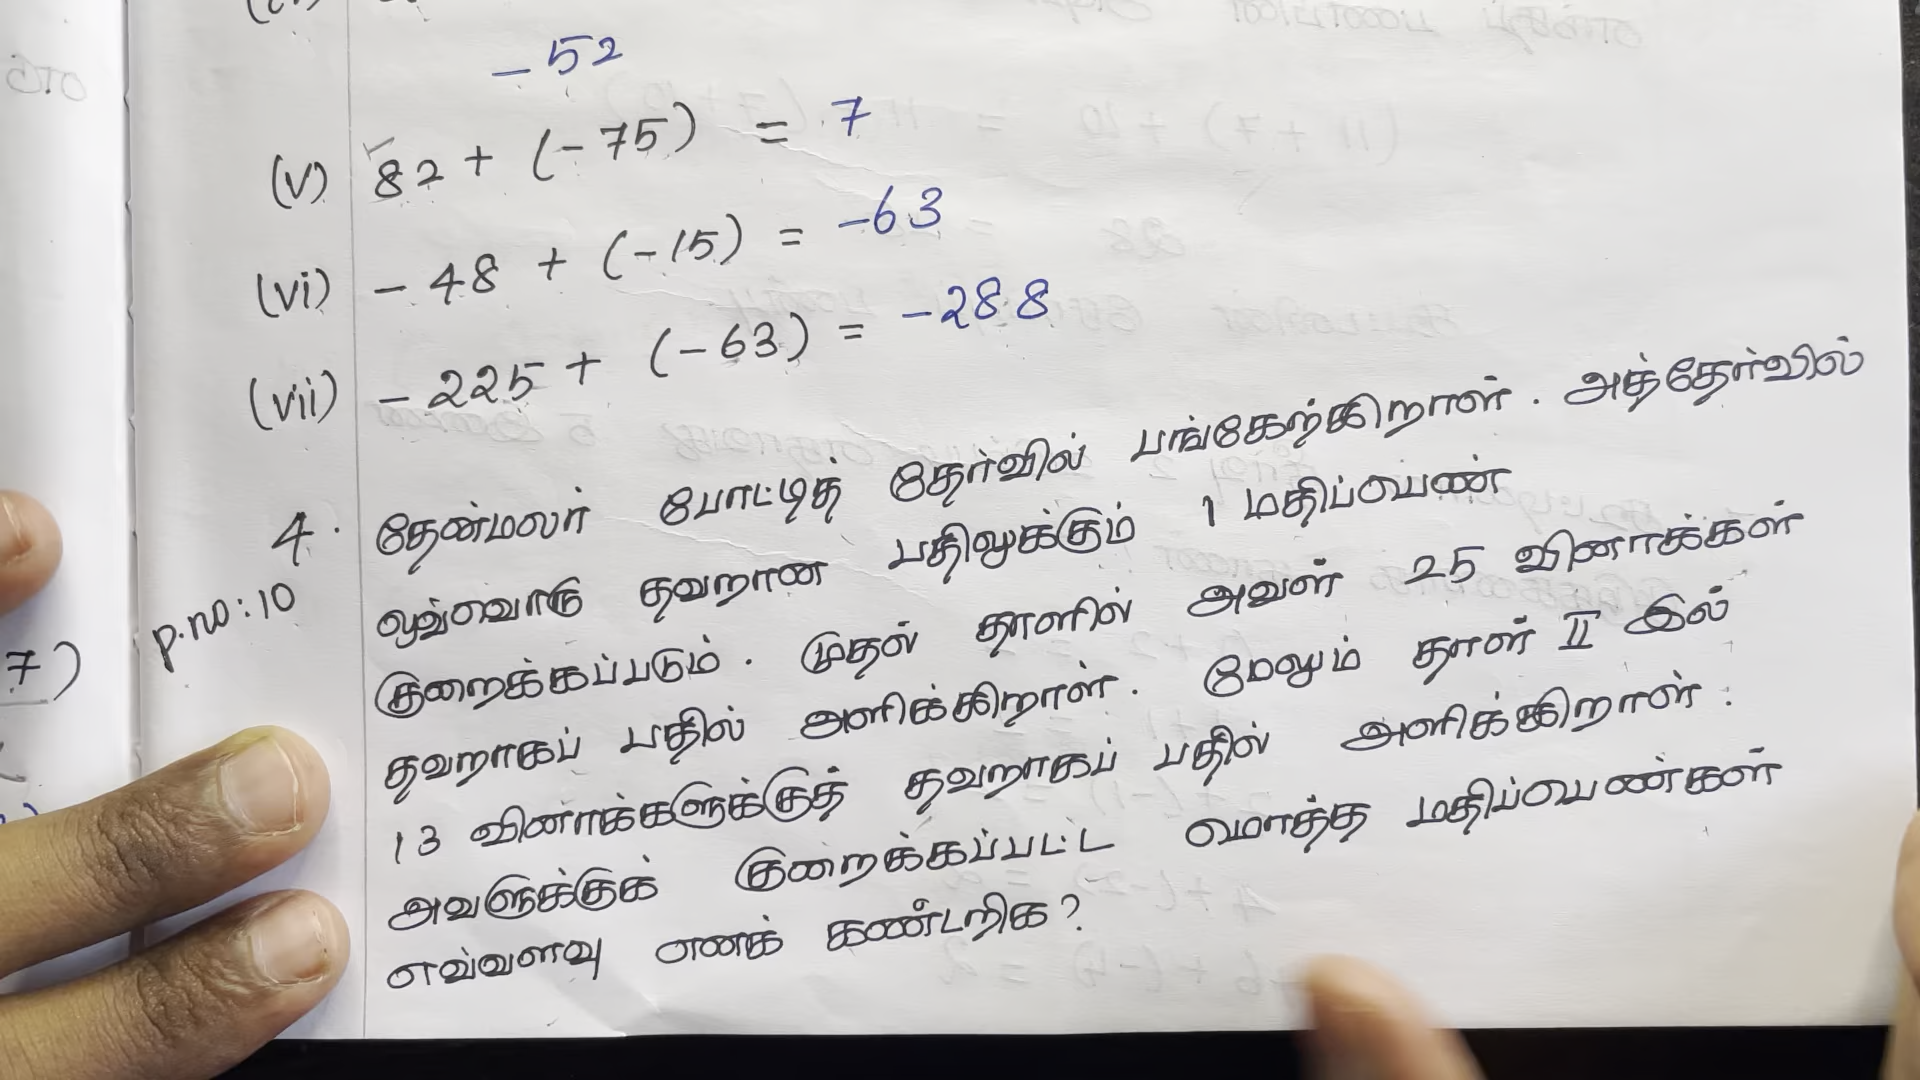 - 52
(v) 82 + (-75) = 7
(vi) - 48 + (-15) = -63
(vii) - 225 + (-63) = -288
4. தேன்மலர் போட்டித் தேர்வில் பங்கேற்கிறாள். அத்தேர்வில்
ஒவ்வொரு தவறான பதிலுக்கும் 1 மதிப்பெண்
p.no:10 குறைக்கப்படும். முதல் தாளில் அவள் 25 வினாக்கள்
தவறாகப் பதில் அளிக்கிறாள். மேலும் தாள் II இல்
13 வினாக்களுக்குத் தவறாகப் பதில் அளிக்கிறாள்.
அவளுக்குக் குறைக்கப்பட்ட மொத்த மதிப்பெண்கள்
எவ்வளவு எனக் கண்டறிக?
7)